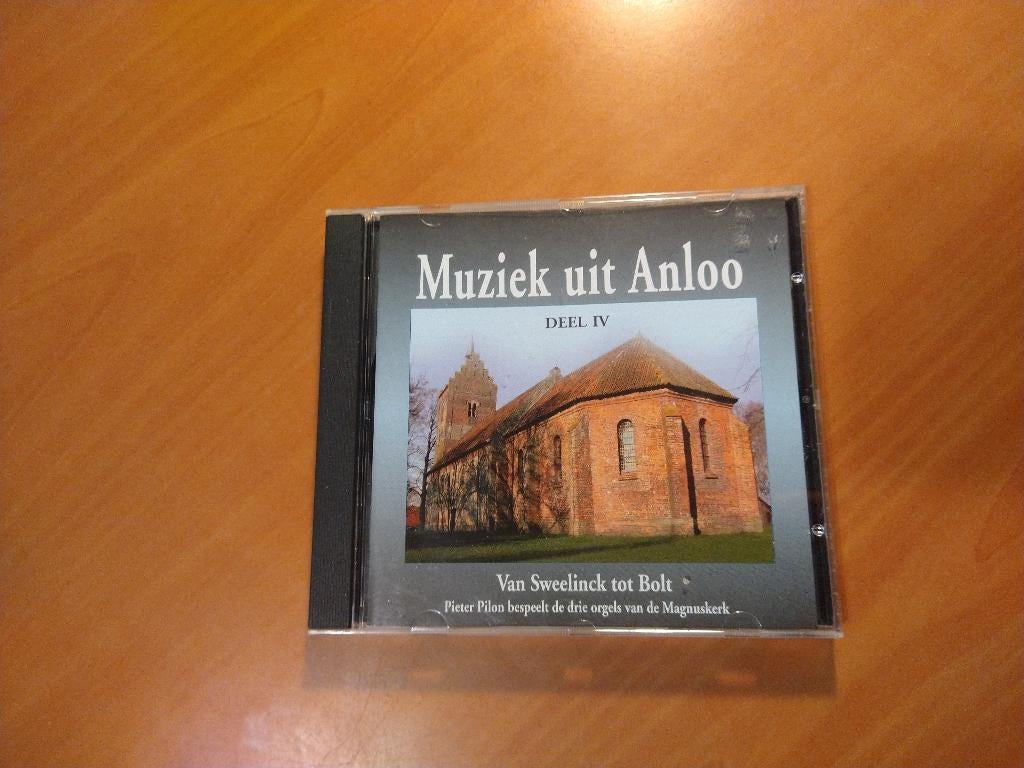 Muziek uit Anloo
DEEL IV
Van Sweelinck tot Bolt
Pieter Pilon bespeelt de drie orgels van de Magnuskerk